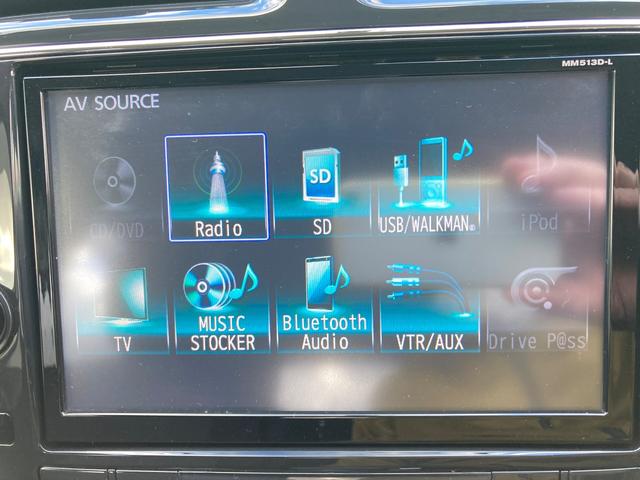 MM513D-L
AV SOURCE
CD/DVD
Radio
SD
SD
USB/WALKMAN®
iPod
TV
MUSIC
STOCKER
Bluetooth
Audio
VTR/AUX
Drive P@ss